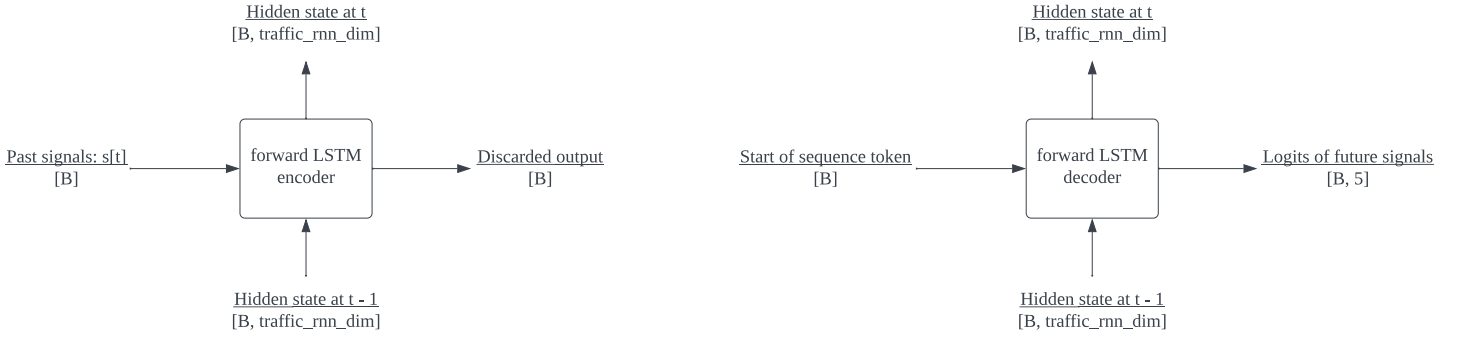 Hidden state at t
[B, traffic_rnn_dim]
Past signals: s[t]
[B]
forward LSTM
encoder
Discarded output
[B]
Hidden state at t - 1
[B, traffic_rnn_dim]
Hidden state at t
[B, traffic_rnn_dim]
Start of sequence token
[B]
forward LSTM
decoder
Logits of future signals
[B, 5]
Hidden state at t - 1
[B, traffic_rnn_dim]